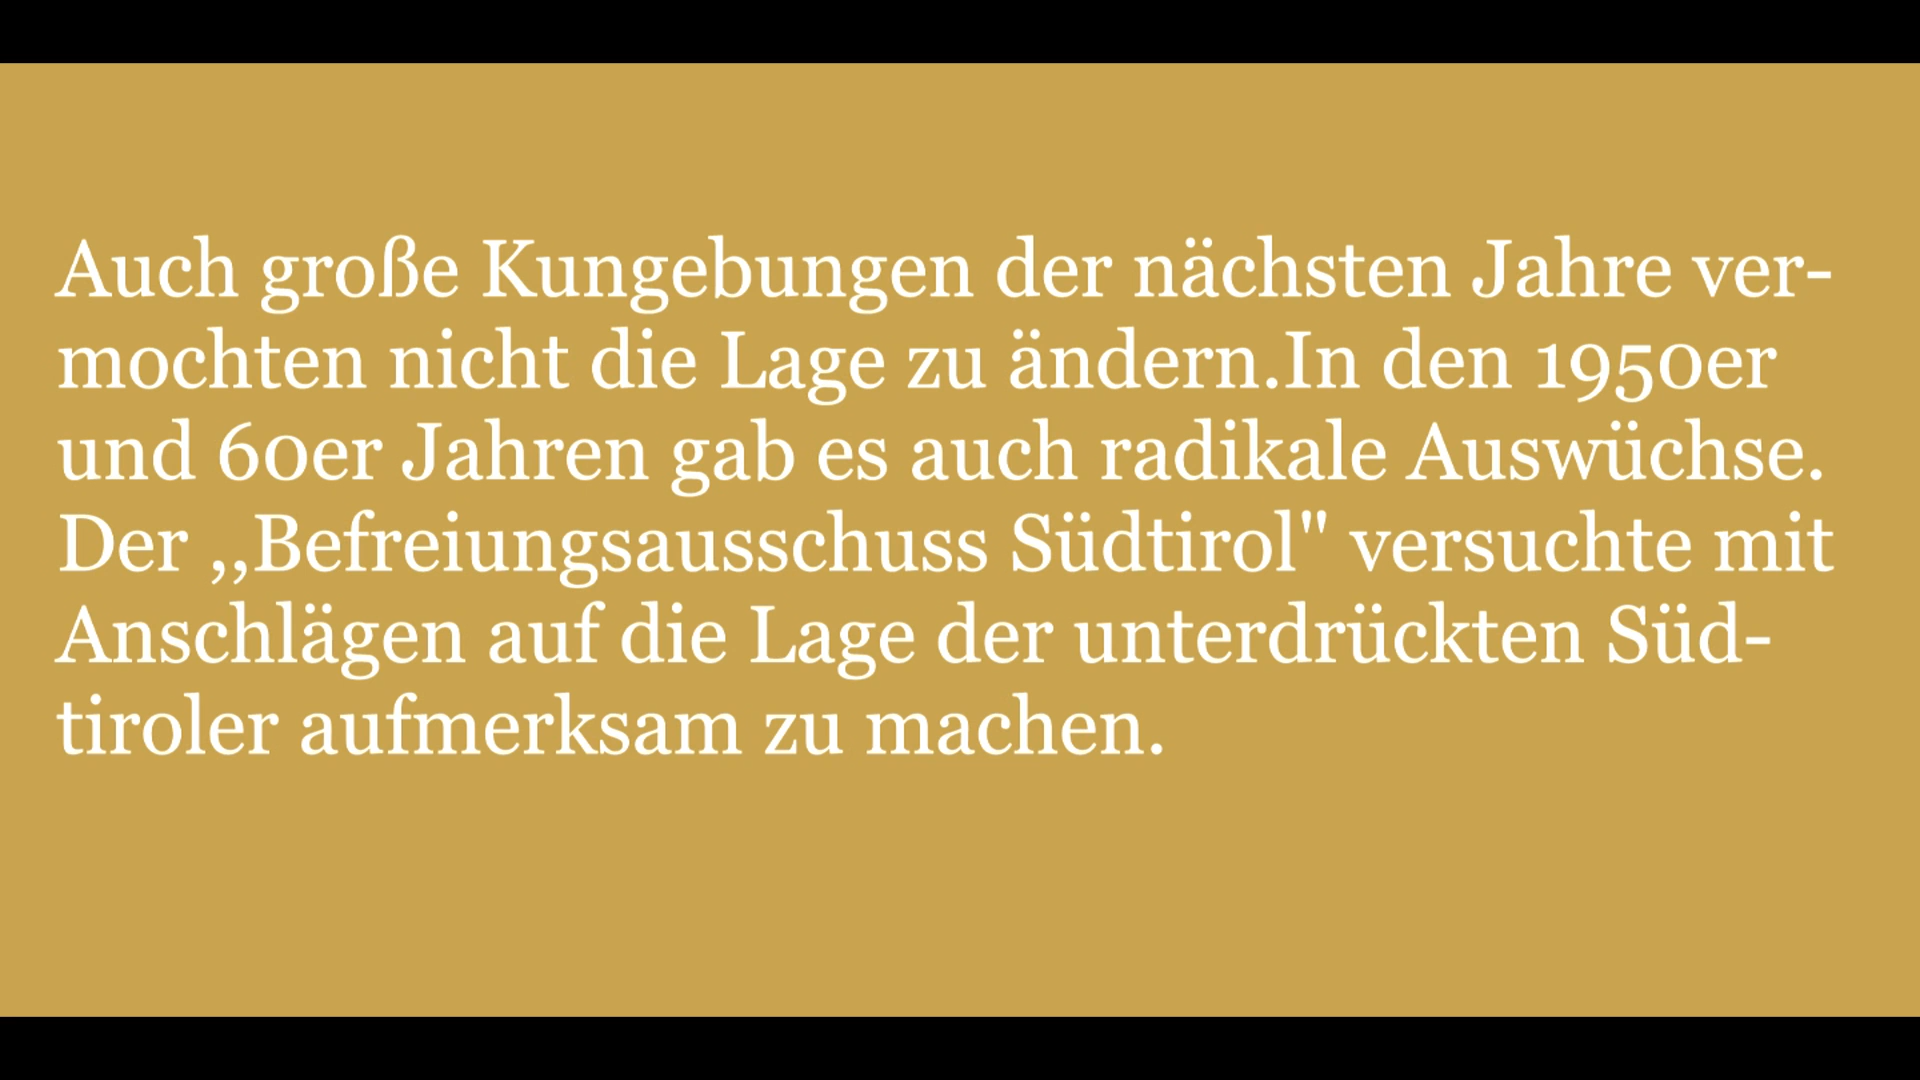 Auch große Kungebungen der nächsten Jahre ver-
mochten nicht die Lage zu ändern.In den 1950er
und 60er Jahren gab es auch radikale Auswüchse.
Der ,,Befreiungsausschuss Südtirol" versuchte mit
Anschlägen auf die Lage der unterdrückten Süd-
tiroler aufmerksam zu machen.